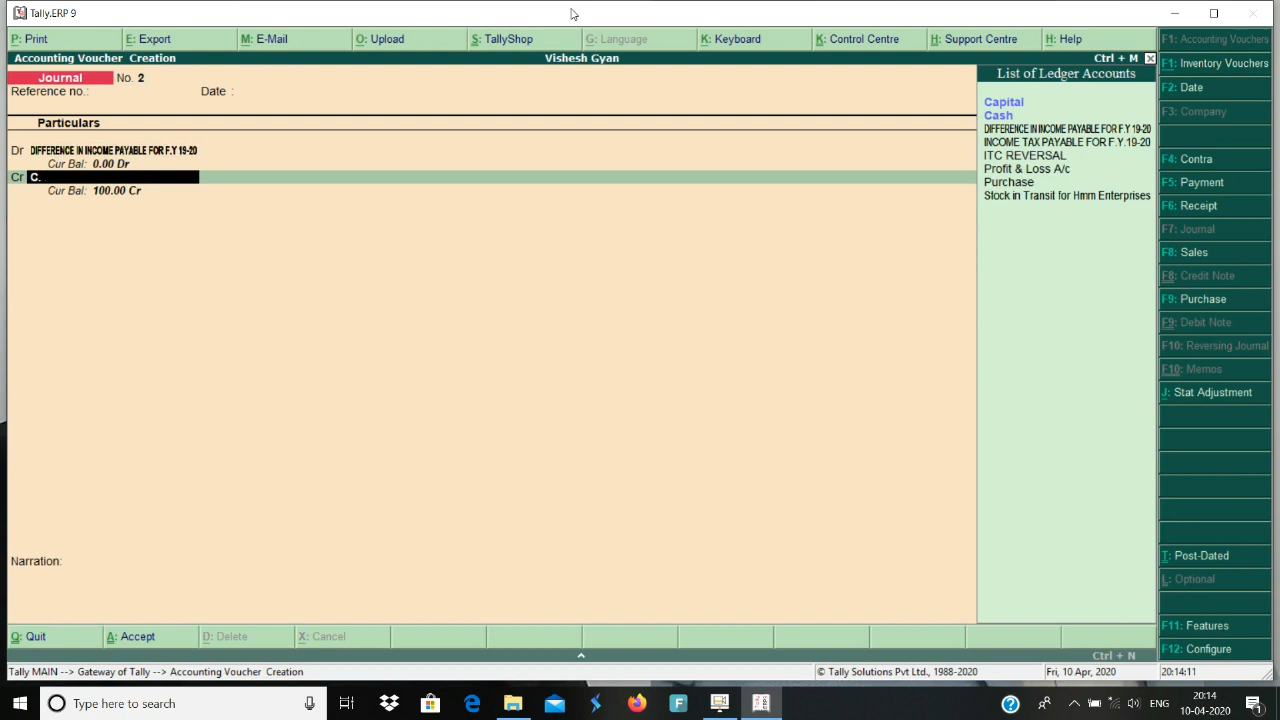 Tally.ERP 9
P: Print
E: Export
M: E-Mail
O: Upload
S: TallyShop
G: Language
K: Keyboard
K: Control Centre
H: Support Centre
H: Help
Accounting Voucher Creation
Vishesh Gyan
Ctrl + M
Journal
No. 2
Reference no.:
Date :
Particulars
Dr DIFFERENCE IN INCOME PAYABLE FOR F.Y 19-20
Cur Bal: 0.00 Dr
Cr C.
Cur Bal: 100.00 Cr
Narration:
List of Ledger Accounts
Capital
Cash
DIFFERENCE IN INCOME PAYABLE FOR F.Y 19-20
INCOME TAX PAYABLE FOR F.Y.19-20
ITC REVERSAL
Profit & Loss A/c
Purchase
Stock in Transit for Hmm Enterprises
F1: Accounting Vouchers
F1: Inventory Vouchers
F2: Date
F3: Company
F4: Contra
F5: Payment
F6: Receipt
F7: Journal
F8: Sales
F8: Credit Note
F9: Purchase
F9: Debit Note
F10: Reversing Journal
F10: Memos
J: Stat Adjustment
T: Post-Dated
L: Optional
F11: Features
F12: Configure
Q: Quit
A: Accept
D: Delete
X: Cancel
Ctrl + N
Tally MAIN --> Gateway of Tally --> Accounting Voucher Creation
© Tally Solutions Pvt Ltd., 1988-2020
Fri, 10 Apr, 2020
20:14:11
Type here to search
ENG
20:14
10-04-2020